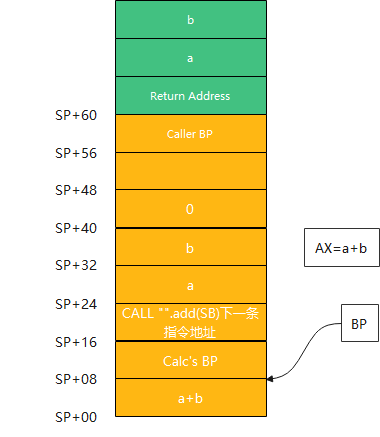 b
a
Return Address
SP+60
Caller BP
SP+56
SP+48
0
SP+40
b
AX=a+b
SP+32
a
SP+24
CALL "".add(SB)下一条
指令地址
BP
SP+16
Calc's BP
SP+08
a+b
SP+00